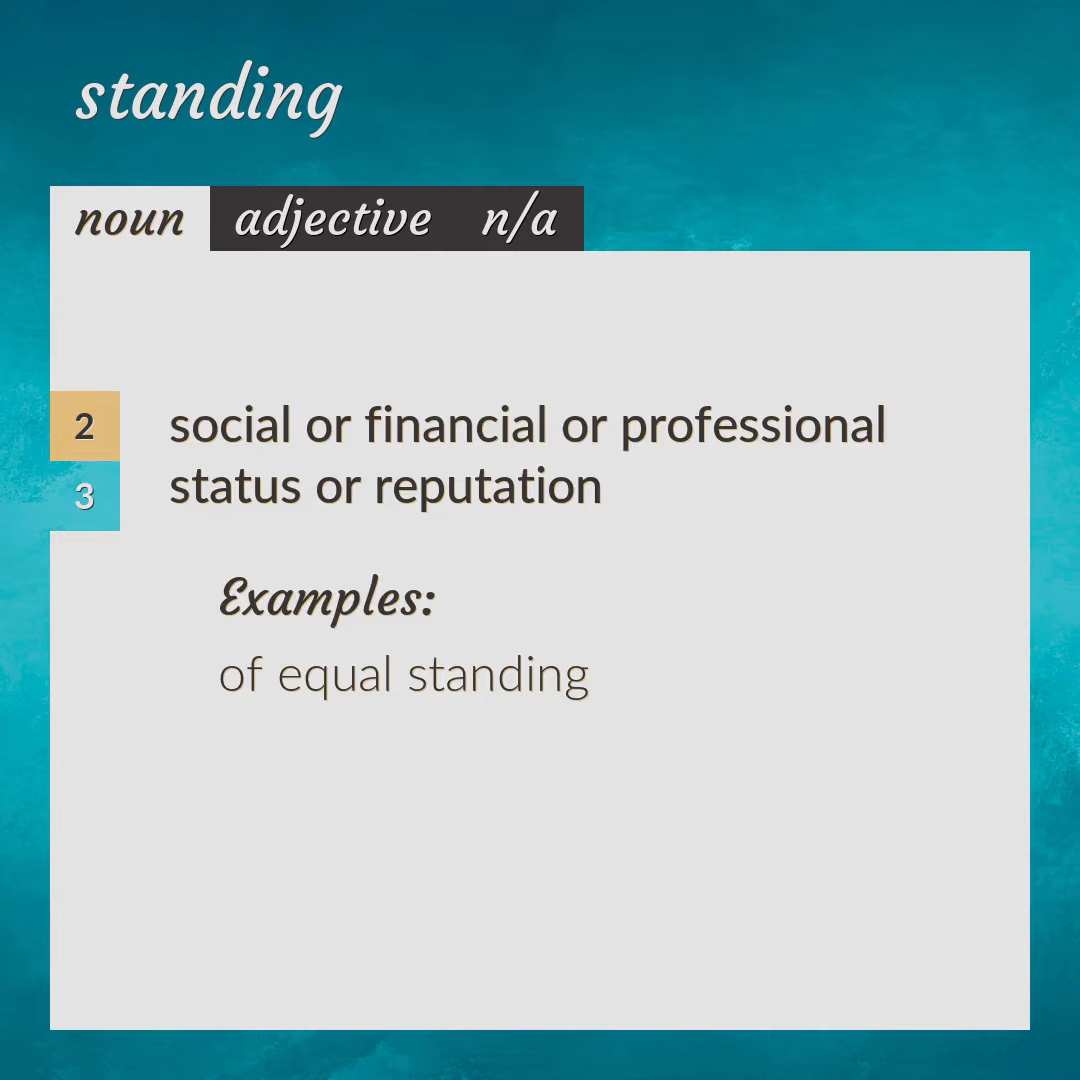 standing
noun adjective n/a
2 social or financial or professional
status or reputation
3
Examples:
of equal standing